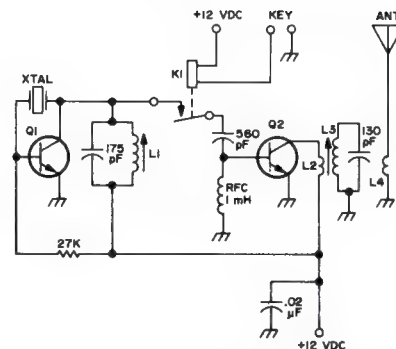 +12 VDC
KEY
ANT
XTAL
K1
Q1
175
pF
L1
560
pF
Q2
L3
130
pF
L2
L4
RFC
1 mH
27K
.02
µF
+12 VDC